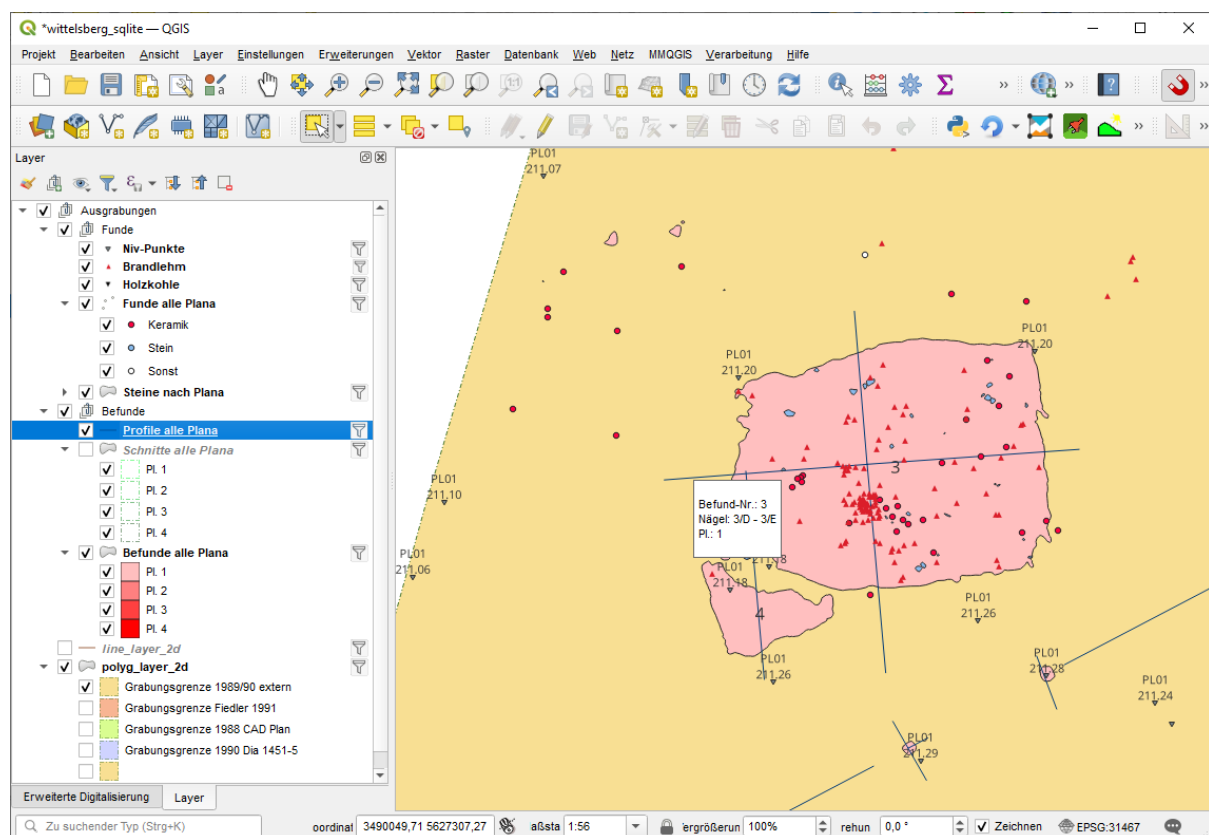 *wittelsberg_sqlite — QGIS
Projekt Bearbeiten Ansicht Layer Einstellungen Erweiterungen Vektor Raster Datenbank Web Netz MMQGIS Verarbeitung Hilfe
Layer
Ausgrabungen
Funde
Niv-Punkte
Brandlehm
Holzkohle
Funde alle Plana
Keramik
Stein
Sonst
Steine nach Plana
Befunde
Profile alle Plana
Schnitte alle Plana
Pl. 1
Pl. 2
Pl. 3
Pl. 4
Befunde alle Plana
Pl. 1
Pl. 2
Pl. 3
Pl. 4
line_layer_2d
polyg_layer_2d
Grabungsgrenze 1989/90 extern
Grabungsgrenze Fiedler 1991
Grabungsgrenze 1988 CAD Plan
Grabungsgrenze 1990 Dia 1451-5
Erweiterte Digitalisierung Layer
PL01
211.07
PL01
211.20
PL01
211.20
3
PL01
211.10
Befund-Nr.: 3
Nägel: 3/D - 3/E
Pl.: 1
PL01
211.06
PL01
211.18
4
PL01
211.26
PL01
211.26
PL01
211.28
PL01
211.24
PL01
211.29
Zu suchender Typ (Strg+K) oordinat 3490049,71 5627307,27 aßsta 1:56 ergrößerun 100% rehun 0,0 ° Zeichnen EPSG:31467